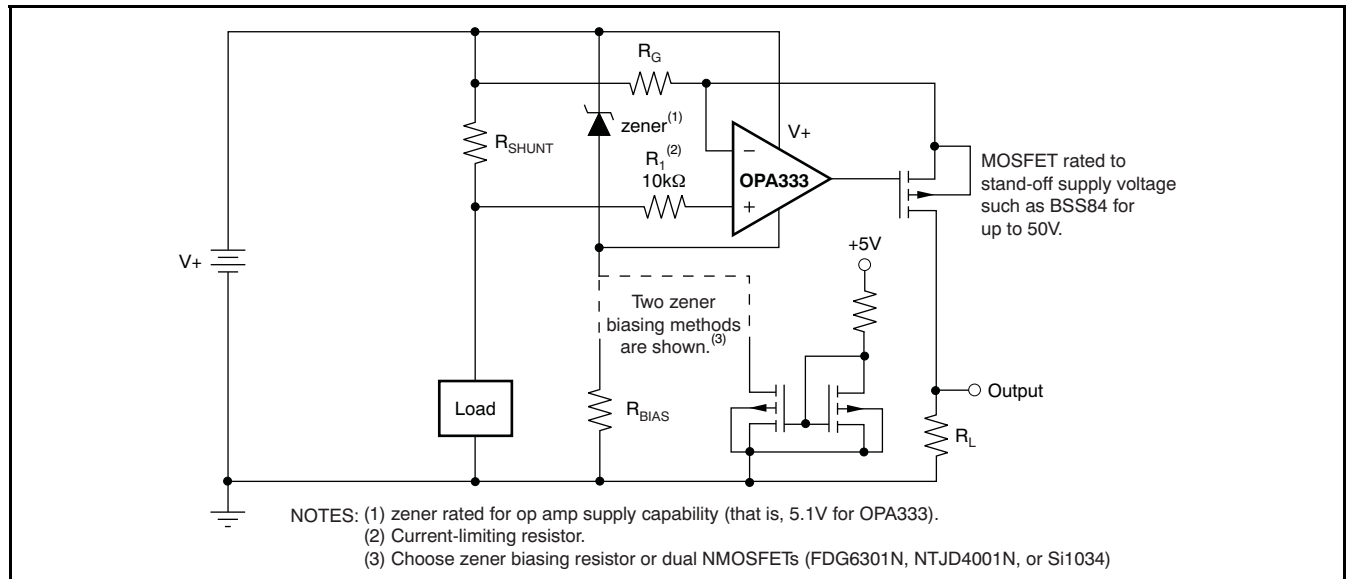 R_G
zener(1)
V+
R_SHUNT
R_1(2)
10kΩ
−
OPA333
+
MOSFET rated to
stand-off supply voltage
such as BSS84 for
up to 50V.
V+
+5V
Two zener
biasing methods
are shown.(3)
Load
R_BIAS
Output
R_L
NOTES: (1) zener rated for op amp supply capability (that is, 5.1V for OPA333).
(2) Current-limiting resistor.
(3) Choose zener biasing resistor or dual NMOSFETs (FDG6301N, NTJD4001N, or Si1034)